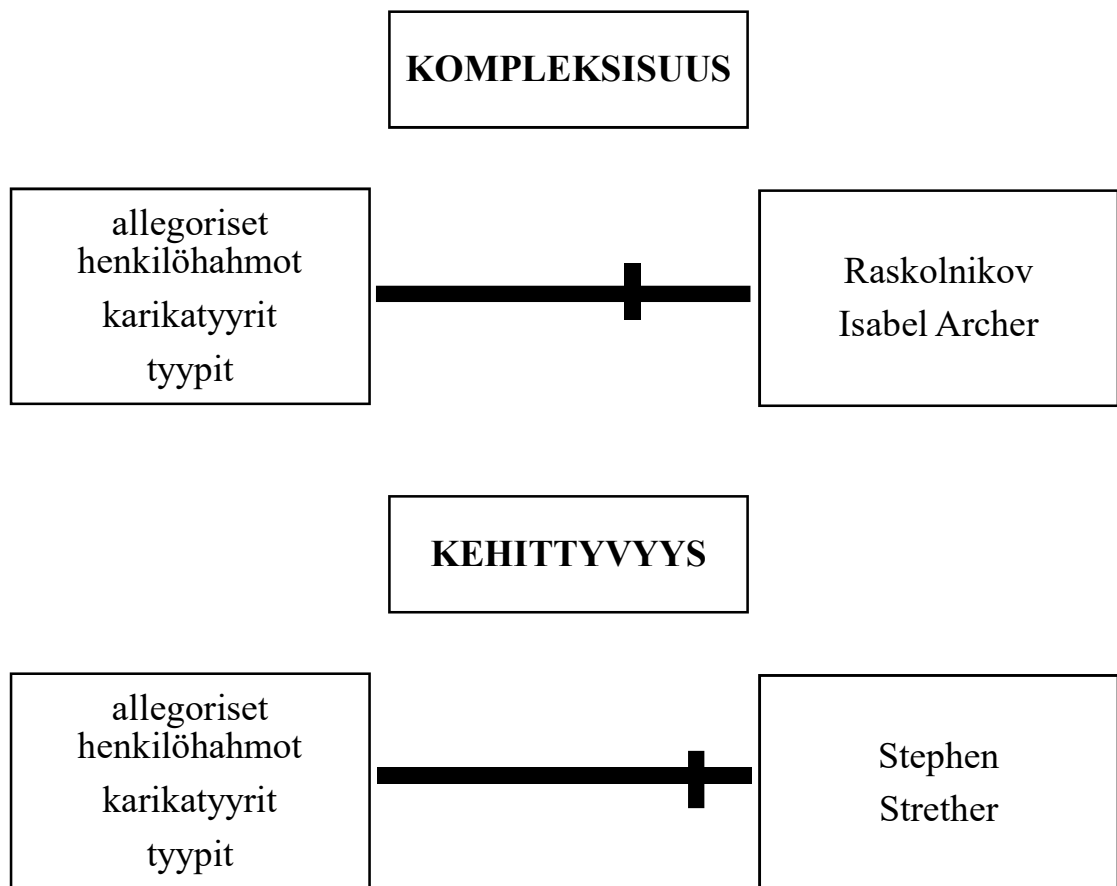 KOMPLEKSISUUS
allegoriset
henkilöhahmot
karikatyyrit
tyypit
Raskolnikov
Isabel Archer
KEHITTYVYYS
allegoriset
henkilöhahmot
karikatyyrit
tyypit
Stephen
Strether